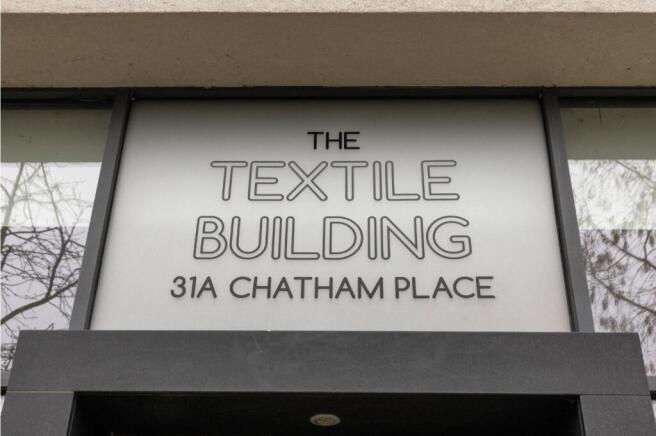 THE
TEXTILE
BUILDING
31A CHATHAM PLACE